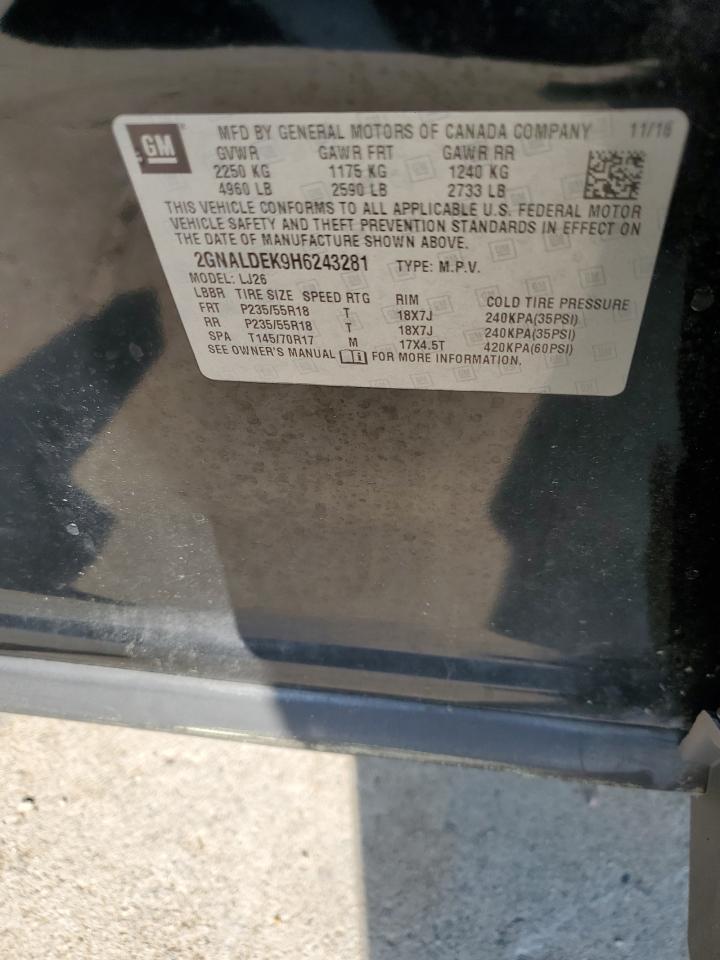 GM
MFD BY GENERAL MOTORS OF CANADA COMPANY 11/16
GVWR GAWR FRT GAWR RR
2250 KG 1175 KG 1240 KG
4960 LB 2590 LB 2733 LB
THIS VEHICLE CONFORMS TO ALL APPLICABLE U.S. FEDERAL MOTOR
VEHICLE SAFETY AND THEFT PREVENTION STANDARDS IN EFFECT ON
THE DATE OF MANUFACTURE SHOWN ABOVE.
2GNALDEK9H6243281 TYPE: M.P.V.
MODEL: LJ26
LBBR TIRE SIZE SPEED RTG RIM COLD TIRE PRESSURE
FRT P235/55R18 T 18X7J 240KPA(35PSI)
RR P235/55R18 T 18X7J 240KPA(35PSI)
SPA T145/70R17 M 17X4.5T 420KPA(60PSI)
SEE OWNER'S MANUAL FOR MORE INFORMATION.